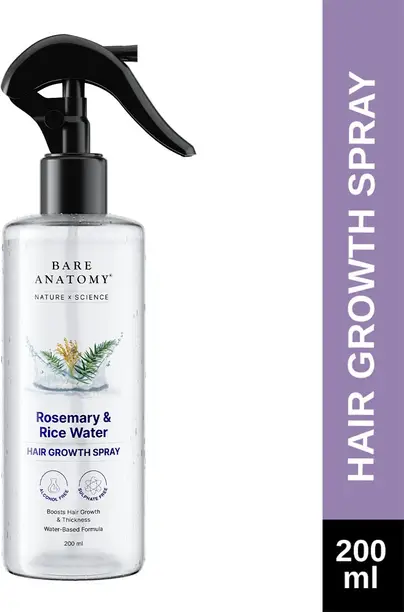 BARE
ANATOMY®
NATURE x SCIENCE
Rosemary &
Rice Water
HAIR GROWTH SPRAY
ALCOHOL FREE
SULPHATE FREE
Boosts Hair Growth
& Thickness
Water-Based Formula
200 ml
HAIR GROWTH SPRAY
200
ml